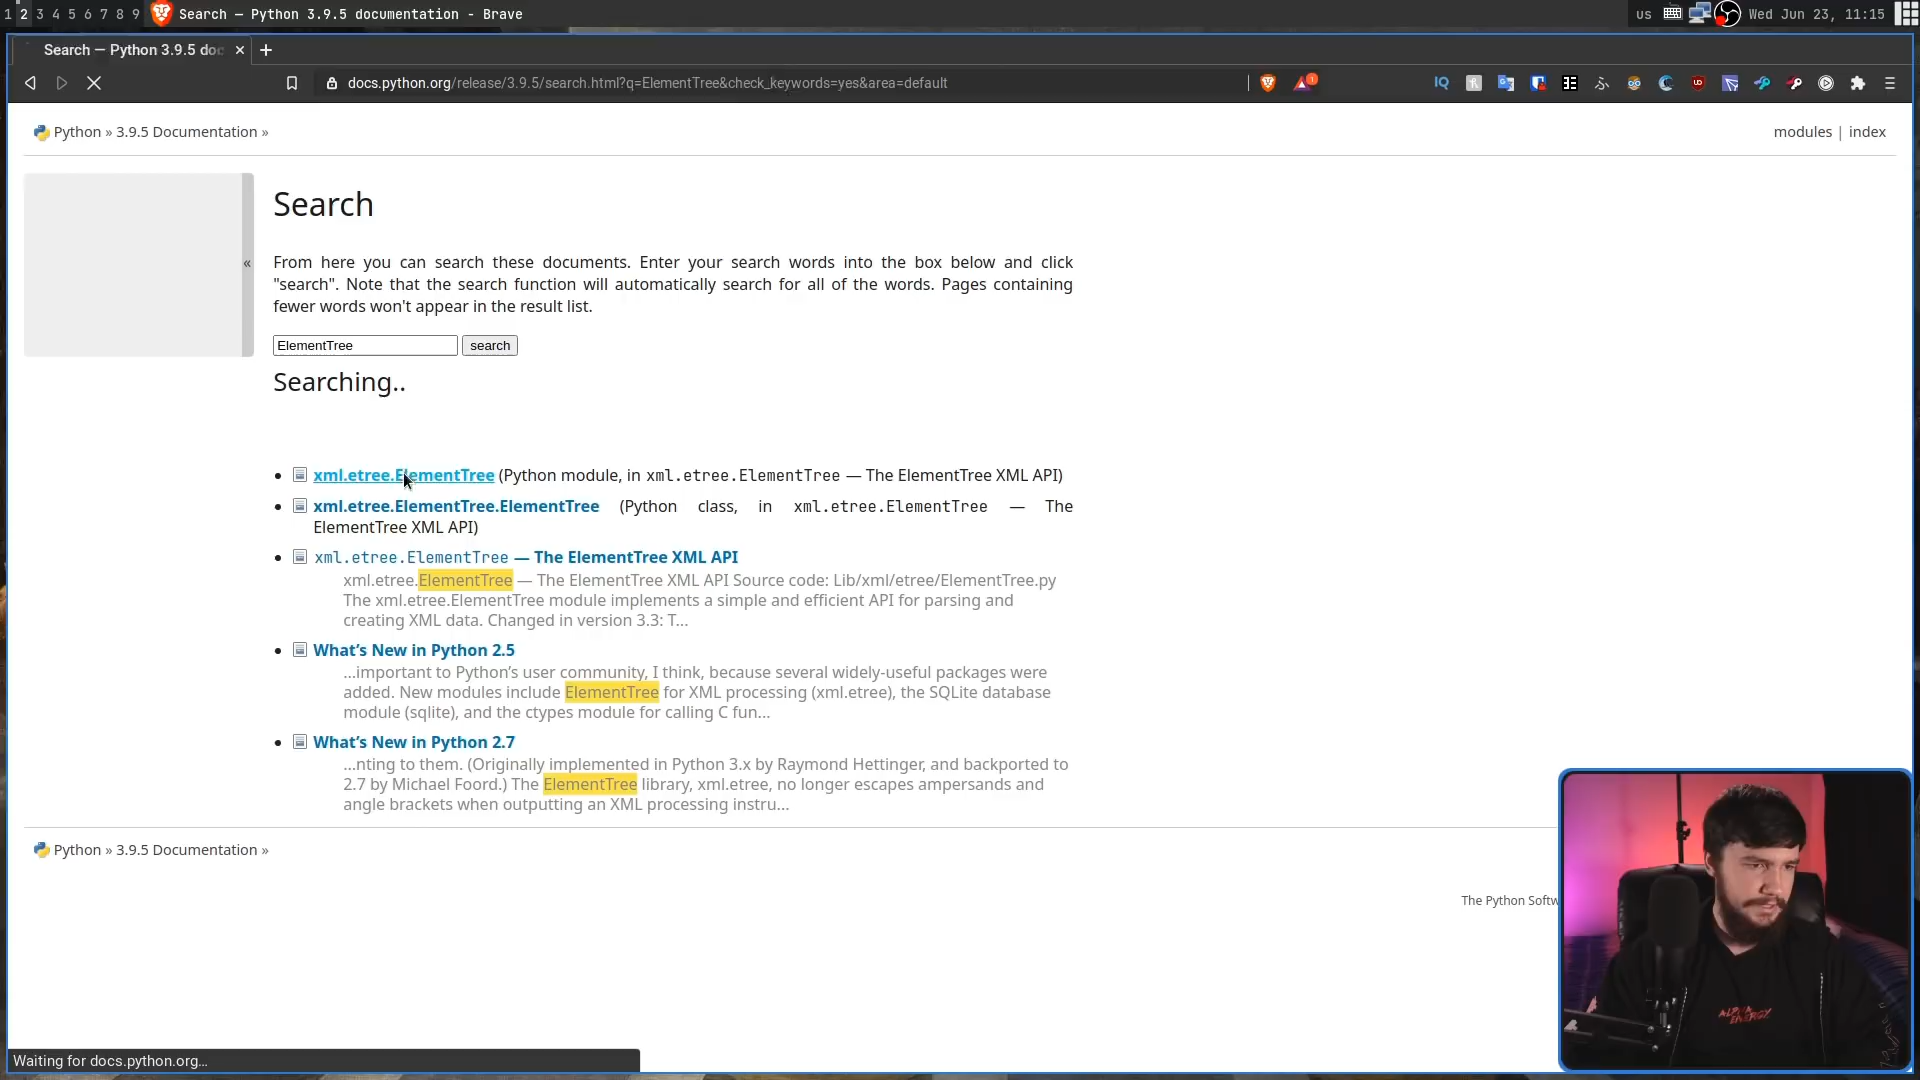 1 2 3 4 5 6 7 8 9 Search — Python 3.9.5 documentation - Brave us Wed Jun 23, 11:15
Search — Python 3.9.5 doc
docs.python.org/release/3.9.5/search.html?q=ElementTree&check_keywords=yes&area=default
Python » 3.9.5 Documentation » modules | index
Search
From here you can search these documents. Enter your search words into the box below and click
"search". Note that the search function will automatically search for all of the words. Pages containing
fewer words won't appear in the result list.
ElementTree search
Searching..
«
xml.etree.ElementTree (Python module, in xml.etree.ElementTree — The ElementTree XML API)
xml.etree.ElementTree.ElementTree (Python class, in xml.etree.ElementTree — The
ElementTree XML API)
xml.etree.ElementTree — The ElementTree XML API
xml.etree.ElementTree — The ElementTree XML API Source code: Lib/xml/etree/ElementTree.py
The xml.etree.ElementTree module implements a simple and efficient API for parsing and
creating XML data. Changed in version 3.3: T...
What’s New in Python 2.5
...important to Python’s user community, I think, because several widely-useful packages were
added. New modules include ElementTree for XML processing (xml.etree), the SQLite database
module (sqlite), and the ctypes module for calling C fun...
What’s New in Python 2.7
...nting to them. (Originally implemented in Python 3.x by Raymond Hettinger, and backported to
2.7 by Michael Foord.) The ElementTree library, xml.etree, no longer escapes ampersands and
angle brackets when outputting an XML processing instru...
Python » 3.9.5 Documentation »
The Python Softw
ALPHA
ENERGY
Waiting for docs.python.org...